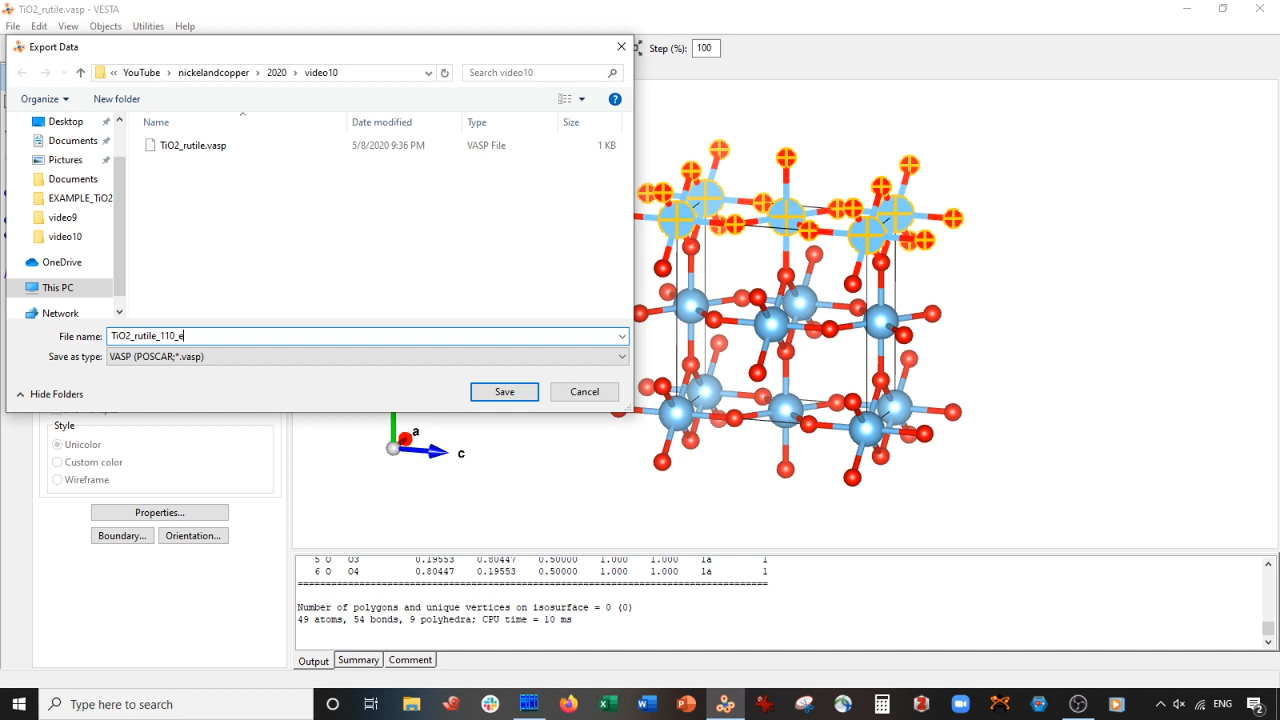 TiO2_rutile.vasp - VESTA
File Edit View Objects Utilities Help
Export Data
Step (%): 100
« YouTube › nickelandcopper › 2020 › video10
Search video10
Organize New folder
Name Date modified Type Size
TiO2_rutile.vasp 5/8/2020 9:36 PM VASP File 1 KB
Desktop
Documents
Pictures
Documents
EXAMPLE_TiO2
video9
video10
OneDrive
This PC
Network
File name: TiO2_rutile_110_e
Save as type: VASP (POSCAR;*.vasp)
Hide Folders
Save Cancel
Style
Unicolor
Custom color
Wireframe
Properties...
Boundary... Orientation...
a
c
5 O O3 0.19553 0.80447 0.50000 1.000 1.000 1a 1
6 O O4 0.80447 0.19553 0.50000 1.000 1.000 1a 1
Number of polygons and unique vertices on isosurface = 0 (0)
49 atoms, 54 bonds, 9 polyhedra; CPU time = 10 ms
Output Summary Comment
Type here to search
ENG
2